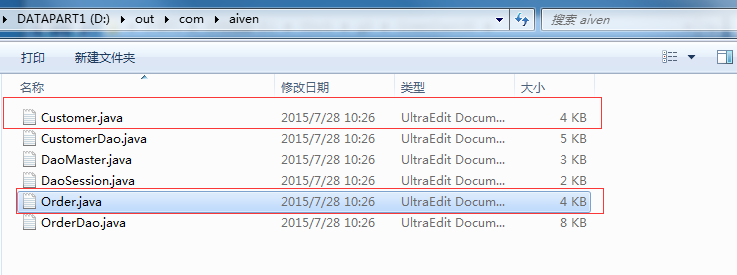 DATAPART1 (D:) ▸ out ▸ com ▸ aiven
搜索 aiven
打印 新建文件夹
名称 修改日期 类型 大小
Customer.java 2015/7/28 10:26 UltraEdit Docum... 4 KB
CustomerDao.java 2015/7/28 10:26 UltraEdit Docum... 5 KB
DaoMaster.java 2015/7/28 10:26 UltraEdit Docum... 3 KB
DaoSession.java 2015/7/28 10:26 UltraEdit Docum... 2 KB
Order.java 2015/7/28 10:26 UltraEdit Docum... 4 KB
OrderDao.java 2015/7/28 10:26 UltraEdit Docum... 8 KB